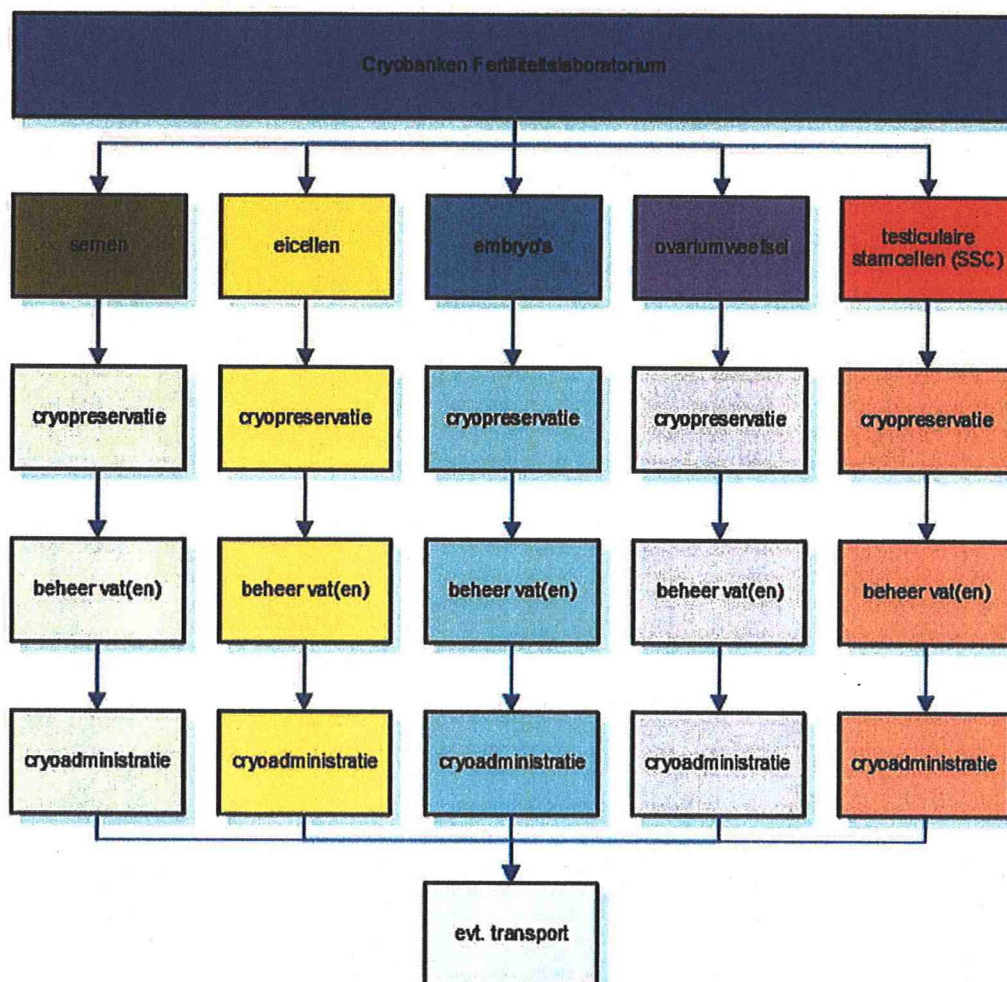 Cryobanken Fertiliteitslaboratorium
semen
eicellen
embryo's
ovariumweefsel
testiculaire
stamcellen (SSC)
cryopreservatie
cryopreservatie
cryopreservatie
cryopreservatie
cryopreservatie
beheer vat(en)
beheer vat(en)
beheer vat(en)
beheer vat(en)
beheer vat(en)
cryoadministratie
cryoadministratie
cryoadministratie
cryoadministratie
cryoadministratie
evt. transport